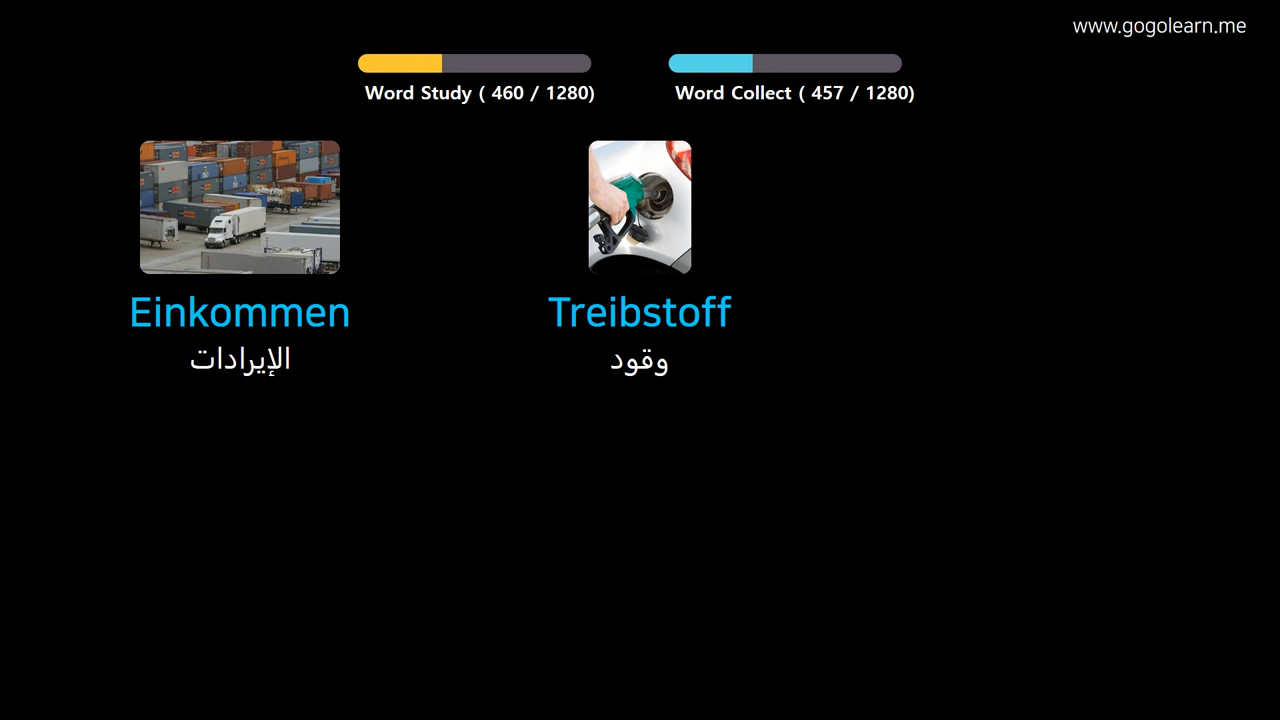 www.gogolearn.me
Word Study ( 460 / 1280)
Word Collect ( 457 / 1280)
Einkommen
الإيرادات
Treibstoff
وقود